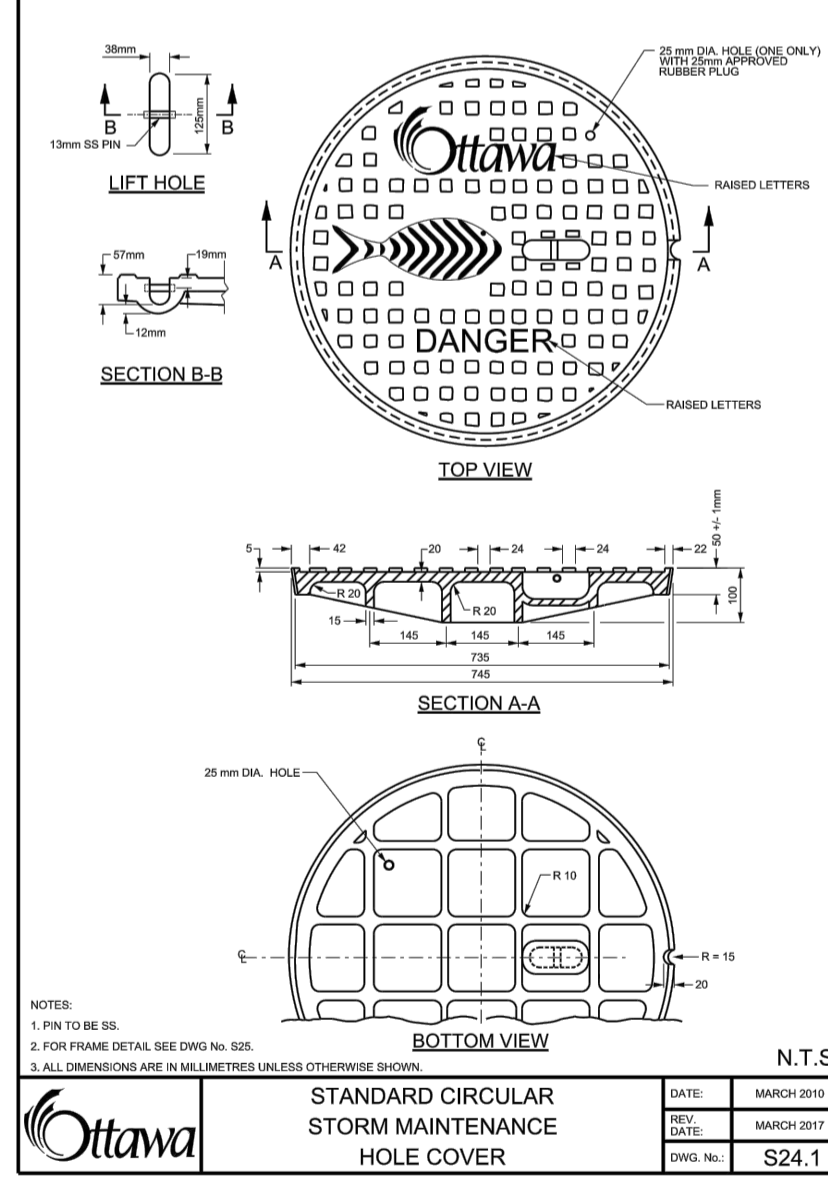 38mm
125mm
B
B
13mm SS PIN
LIFT HOLE
57mm
19mm
12mm
SECTION B-B
25 mm DIA. HOLE (ONE ONLY)
WITH 25mm APPROVED
RUBBER PLUG
Ottawa
RAISED LETTERS
A
A
DANGER
RAISED LETTERS
TOP VIEW
5
42
20
24
24
22
50 +/- 1mm
100
R 20
R 20
15
145
145
145
735
745
SECTION A-A
℄
25 mm DIA. HOLE
R 10
℄
R = 15
20
BOTTOM VIEW
NOTES:
1. PIN TO BE SS.
2. FOR FRAME DETAIL SEE DWG No. S25.
3. ALL DIMENSIONS ARE IN MILLIMETRES UNLESS OTHERWISE SHOWN.
N.T.S
Ottawa
STANDARD CIRCULAR
STORM MAINTENANCE
HOLE COVER
DATE: MARCH 2010
REV.
DATE: MARCH 2017
DWG. No.: S24.1